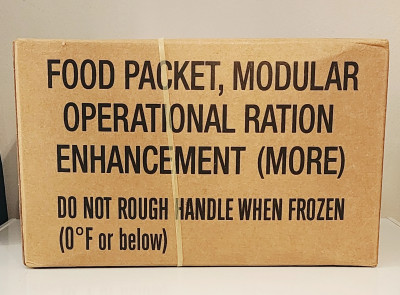 FOOD PACKET, MODULAR
OPERATIONAL RATION
ENHANCEMENT (MORE)
DO NOT ROUGH HANDLE WHEN FROZEN
(0°F or below)